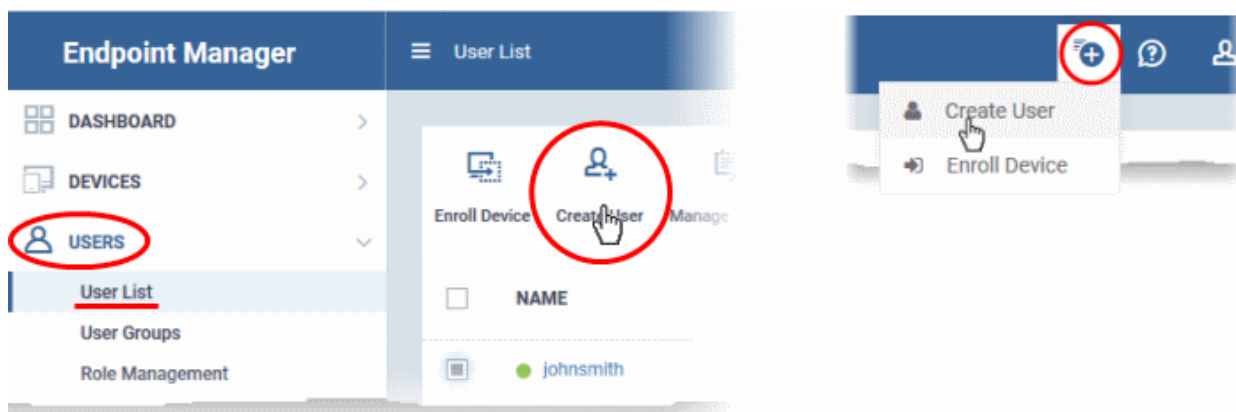 Endpoint Manager
User List
DASHBOARD
DEVICES
USERS
User List
User Groups
Role Management
Enroll Device
Create User
Manage
NAME
johnsmith
Create User
Enroll Device